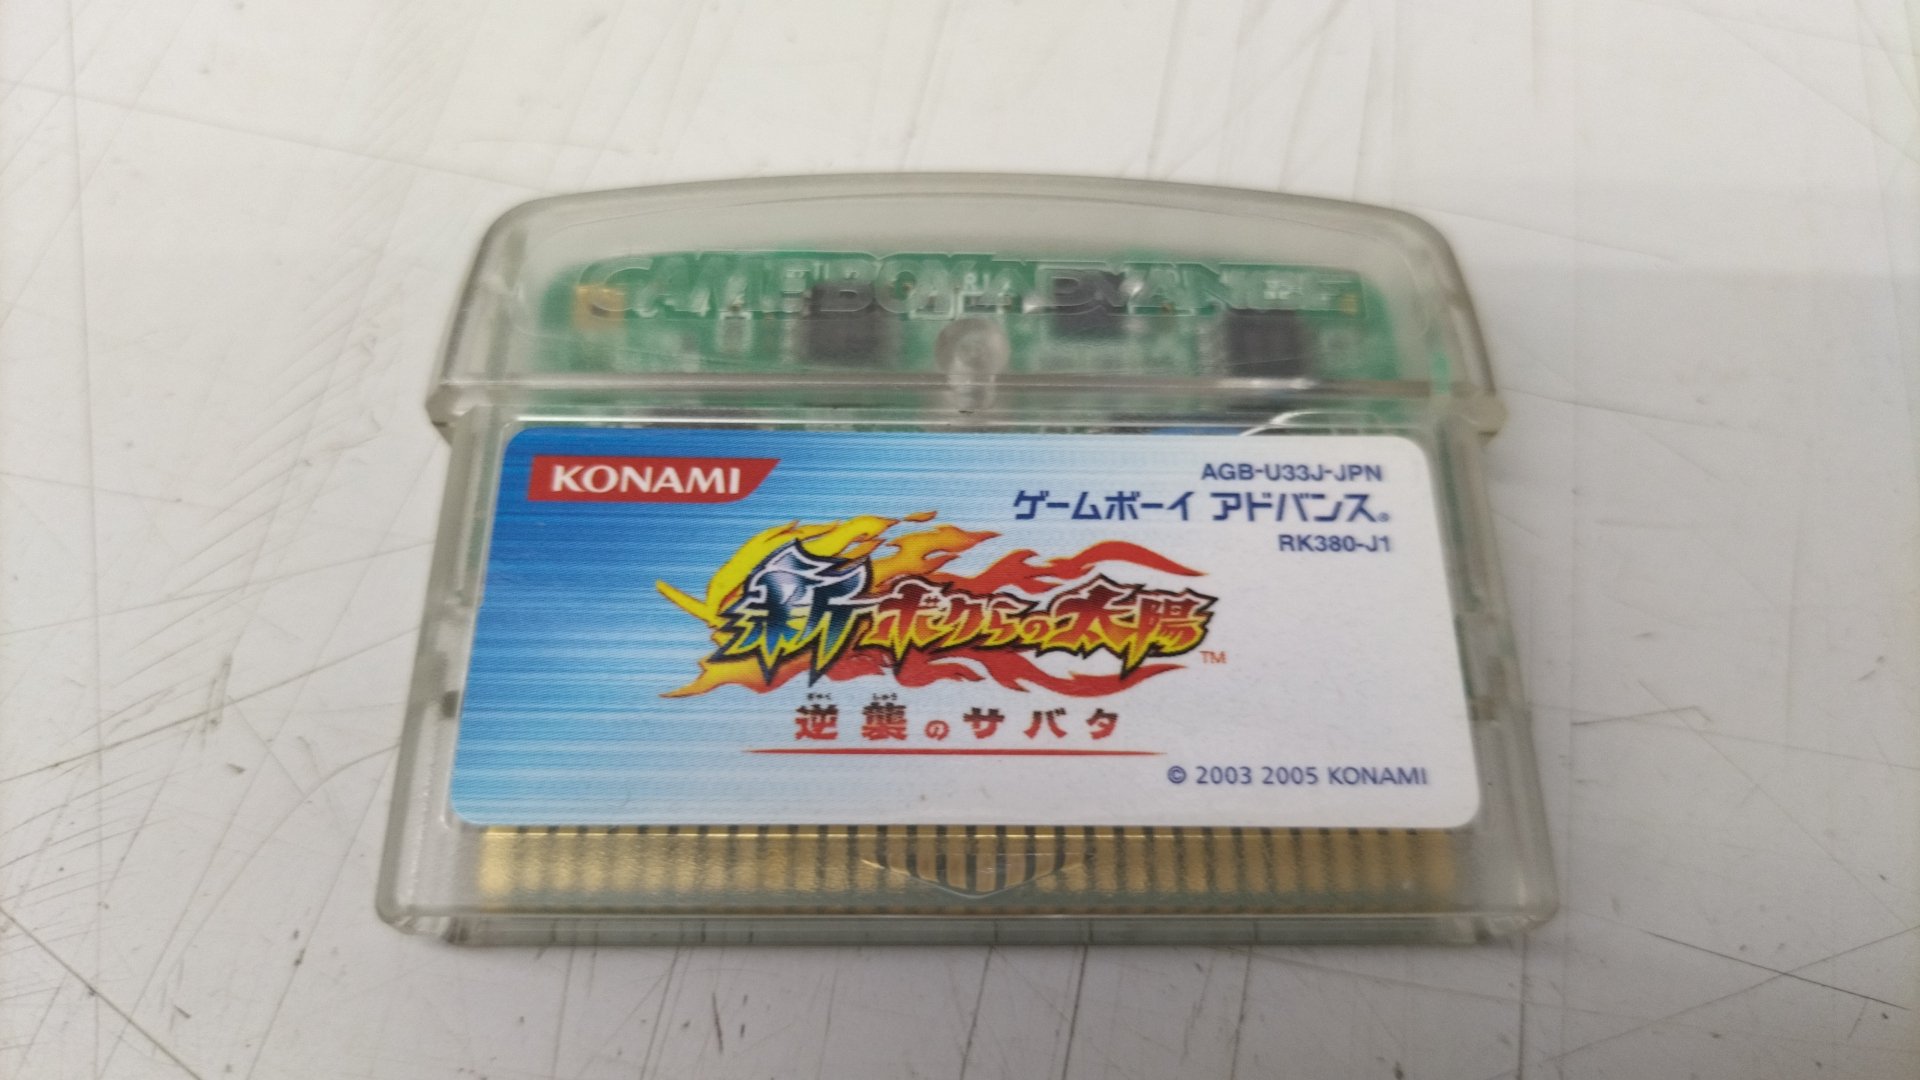 GAME BOY ADVANCE
KONAMI
AGB-U33J-JPN
ゲームボーイ アドバンス®
RK380-J1
新ボクらの太陽™
ぎゃく しゅう
逆襲のサバタ
© 2003 2005 KONAMI